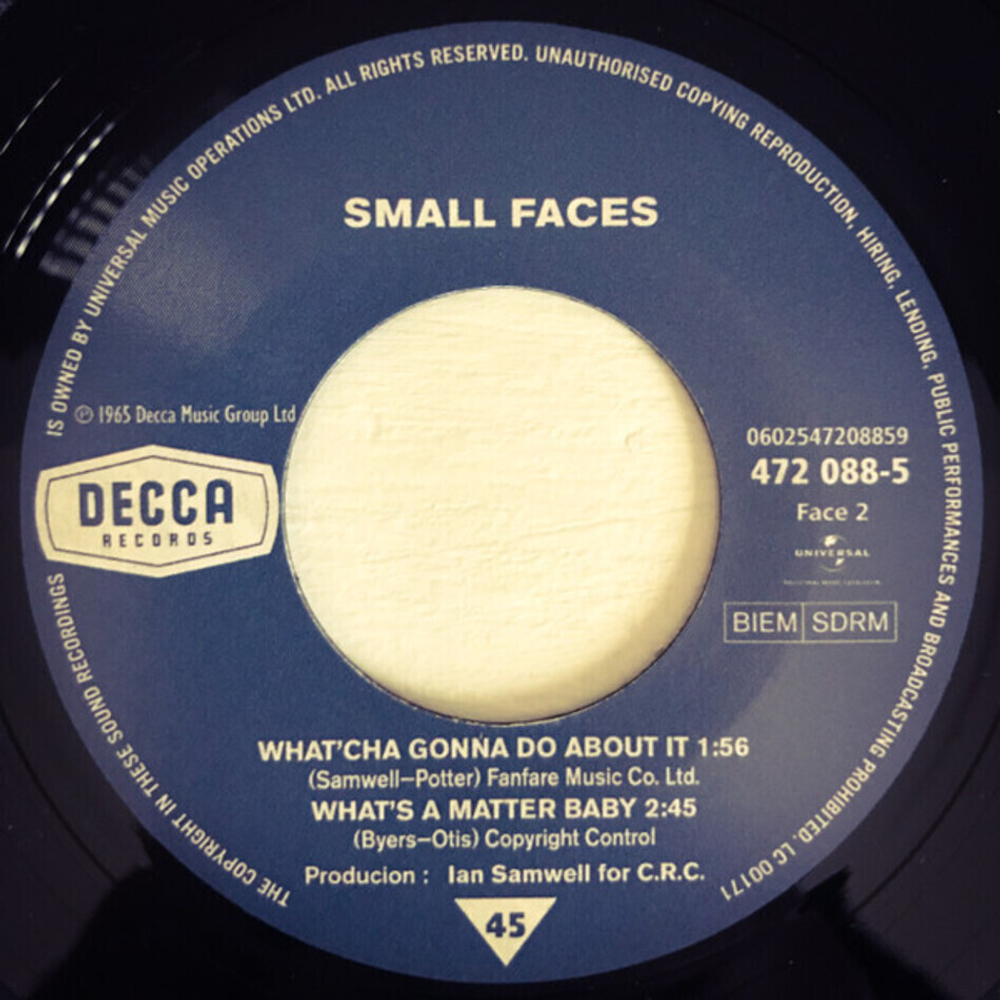 THE COPYRIGHT IN THESE SOUND RECORDINGS IS OWNED BY UNIVERSAL MUSIC OPERATIONS LTD. ALL RIGHTS RESERVED. UNAUTHORISED COPYING REPRODUCTION, HIRING, LENDING, PUBLIC PERFORMANCES AND BROADCASTING PROHIBITED. LC 00171
SMALL FACES
℗ 1965 Decca Music Group Ltd
DECCA
RECORDS
0602547208859
472 088-5
Face 2
UNIVERSAL
BIEM SDRM
WHAT'CHA GONNA DO ABOUT IT 1:56
(Samwell–Potter) Fanfare Music Co. Ltd.
WHAT'S A MATTER BABY 2:45
(Byers–Otis) Copyright Control
Producion : Ian Samwell for C.R.C.
45